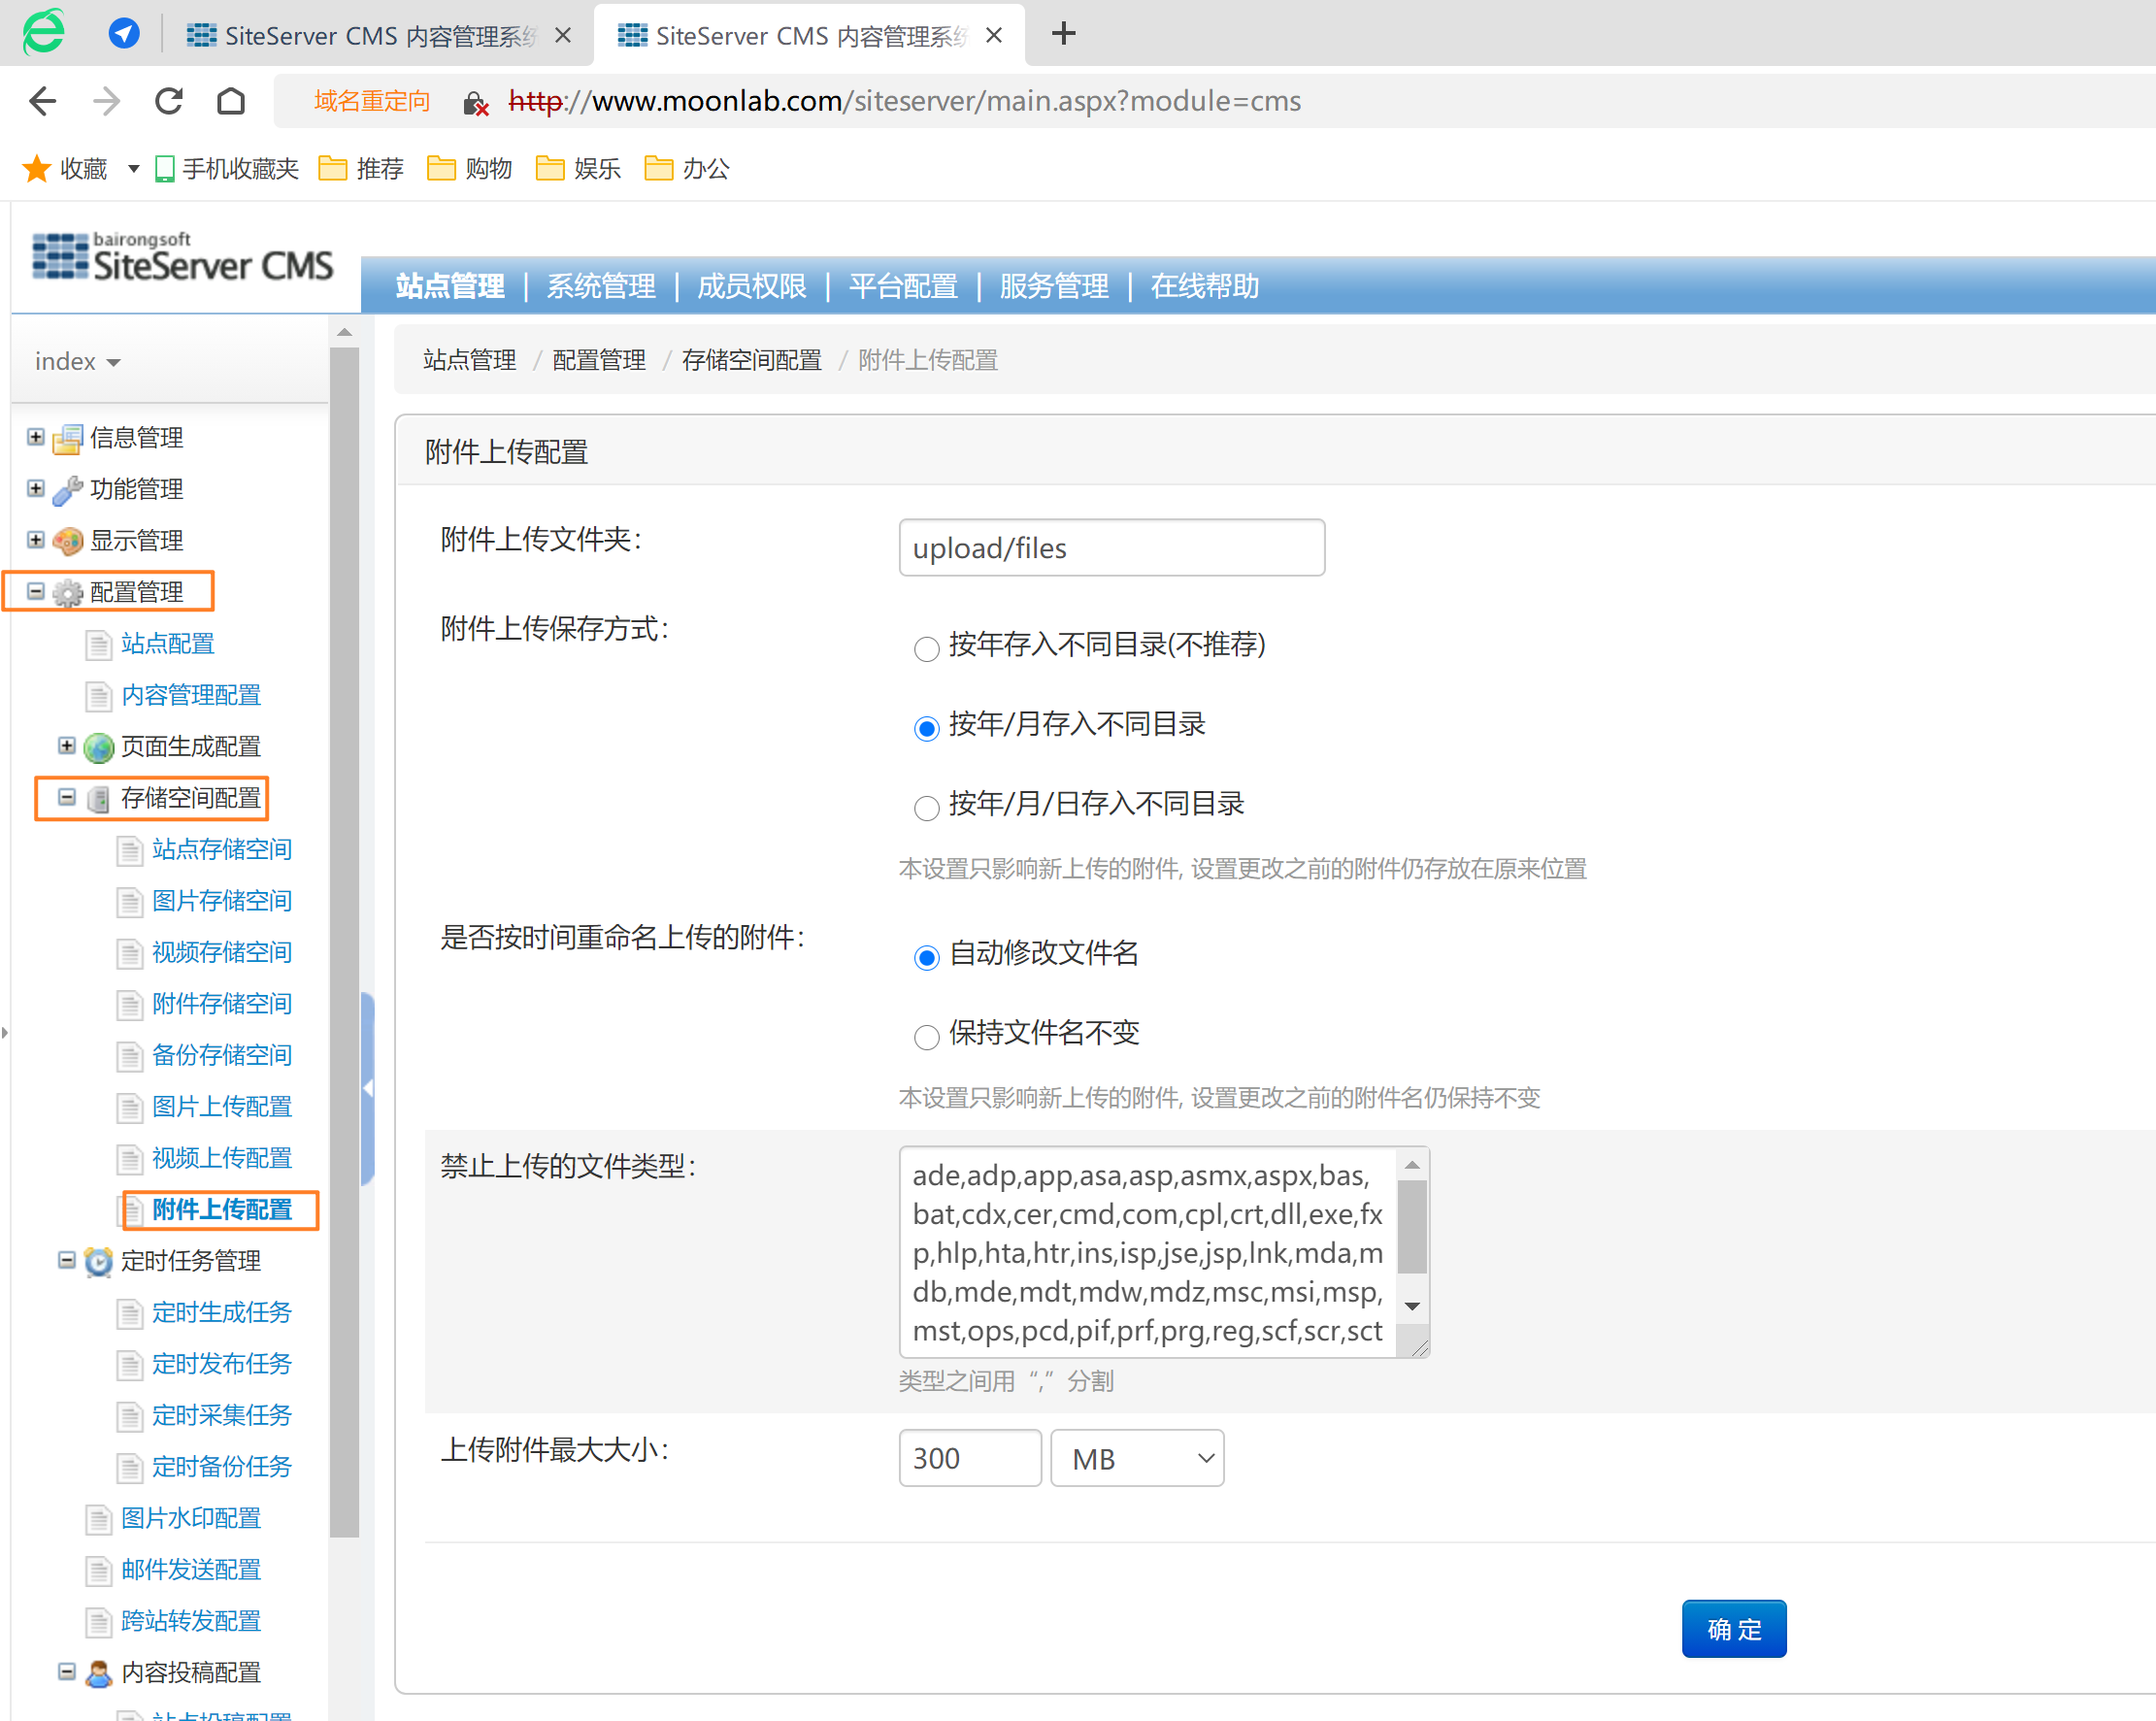 SiteServer CMS 内容管理系统
SiteServer CMS 内容管理系统
域名重定向 http://www.moonlab.com/siteserver/main.aspx?module=cms
收藏 手机收藏夹 推荐 购物 娱乐 办公
bairongsoft
SiteServer CMS
站点管理 | 系统管理 | 成员权限 | 平台配置 | 服务管理 | 在线帮助
index
信息管理
功能管理
显示管理
配置管理
站点配置
内容管理配置
页面生成配置
存储空间配置
站点存储空间
图片存储空间
视频存储空间
附件存储空间
备份存储空间
图片上传配置
视频上传配置
附件上传配置
定时任务管理
定时生成任务
定时发布任务
定时采集任务
定时备份任务
图片水印配置
邮件发送配置
跨站转发配置
内容投稿配置
站点投稿配置
站点管理 / 配置管理 / 存储空间配置 / 附件上传配置
附件上传配置
附件上传文件夹： upload/files
附件上传保存方式：
按年存入不同目录(不推荐)
按年/月存入不同目录
按年/月/日存入不同目录
本设置只影响新上传的附件, 设置更改之前的附件仍存放在原来位置
是否按时间重命名上传的附件：
自动修改文件名
保持文件名不变
本设置只影响新上传的附件, 设置更改之前的附件名仍保持不变
禁止上传的文件类型：
ade,adp,app,asa,asp,asmx,aspx,bas,
bat,cdx,cer,cmd,com,cpl,crt,dll,exe,fx
p,hlp,hta,htr,ins,isp,jse,jsp,lnk,mda,m
db,mde,mdt,mdw,mdz,msc,msi,msp,
mst,ops,pcd,pif,prf,prg,reg,scf,scr,sct
类型之间用“,”分割
上传附件最大大小： 300 MB
确 定